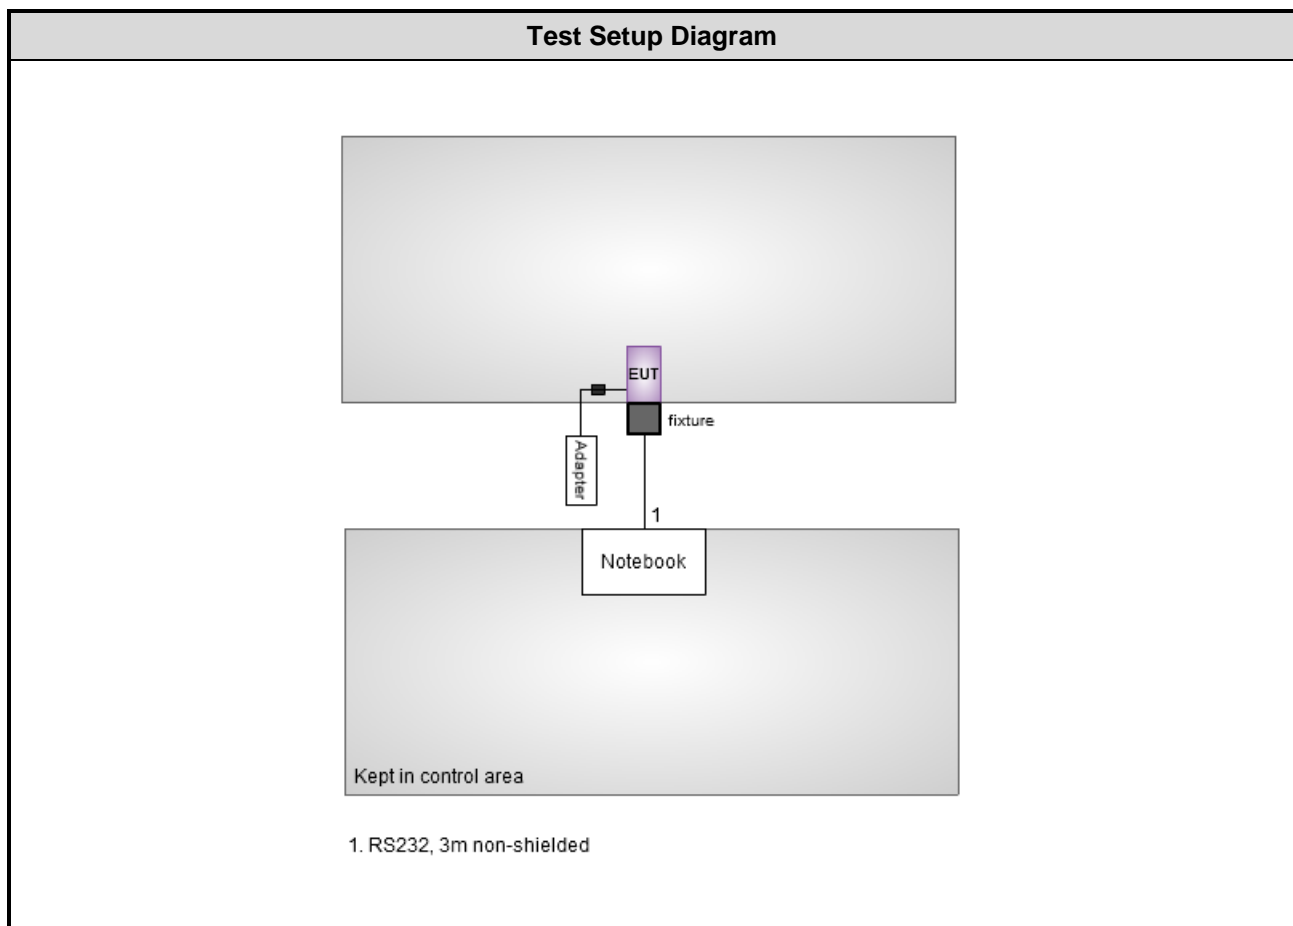 Test Setup Diagram
EUT
fixture
Adapter
1
Notebook
Kept in control area
1. RS232, 3m non-shielded